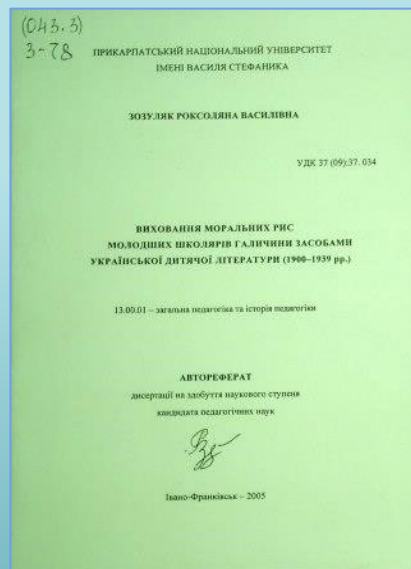 (043.3)
З-78
ПРИКАРПАТСЬКИЙ НАЦІОНАЛЬНИЙ УНІВЕРСИТЕТ
ІМЕНІ ВАСИЛЯ СТЕФАНИКА
ЗОЗУЛЯК РОКСОЛЯНА ВАСИЛІВНА
УДК 37 (09):37. 034
ВИХОВАННЯ МОРАЛЬНИХ РИС
МОЛОДШИХ ШКОЛЯРІВ ГАЛИЧИНИ ЗАСОБАМИ
УКРАЇНСЬКОЇ ДИТЯЧОЇ ЛІТЕРАТУРИ (1900–1939 рр.)
13.00.01 – загальна педагогіка та історія педагогіки
АВТОРЕФЕРАТ
дисертації на здобуття наукового ступеня
кандидата педагогічних наук
Івано-Франківськ – 2005